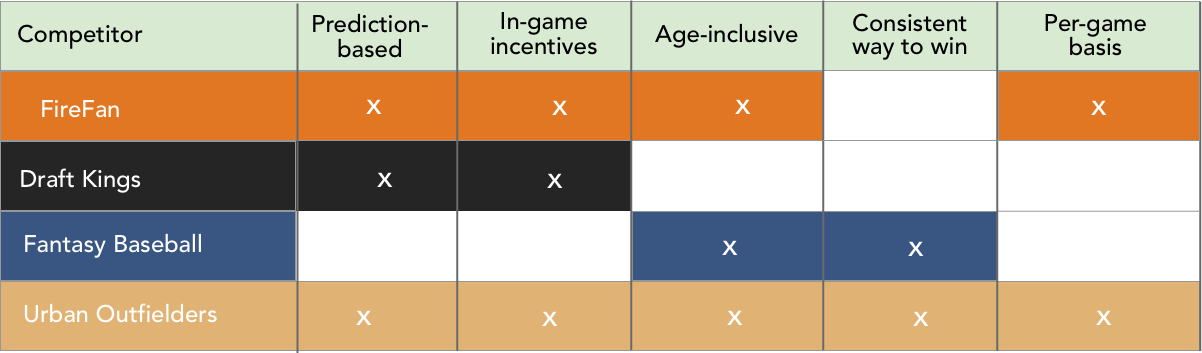 Competitor Prediction-based In-game incentives Age-inclusive Consistent way to win Per-game basis
FireFan x x x x
Draft Kings x x
Fantasy Baseball x x
Urban Outfielders x x x x x